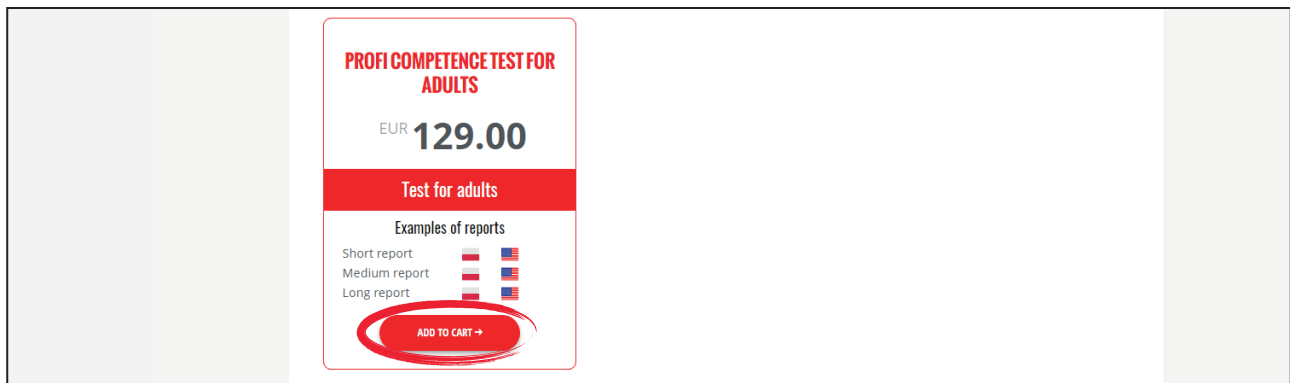 PROFI COMPETENCE TEST FOR
ADULTS
EUR 129.00
Test for adults
Examples of reports
Short report
Medium report
Long report
ADD TO CART →